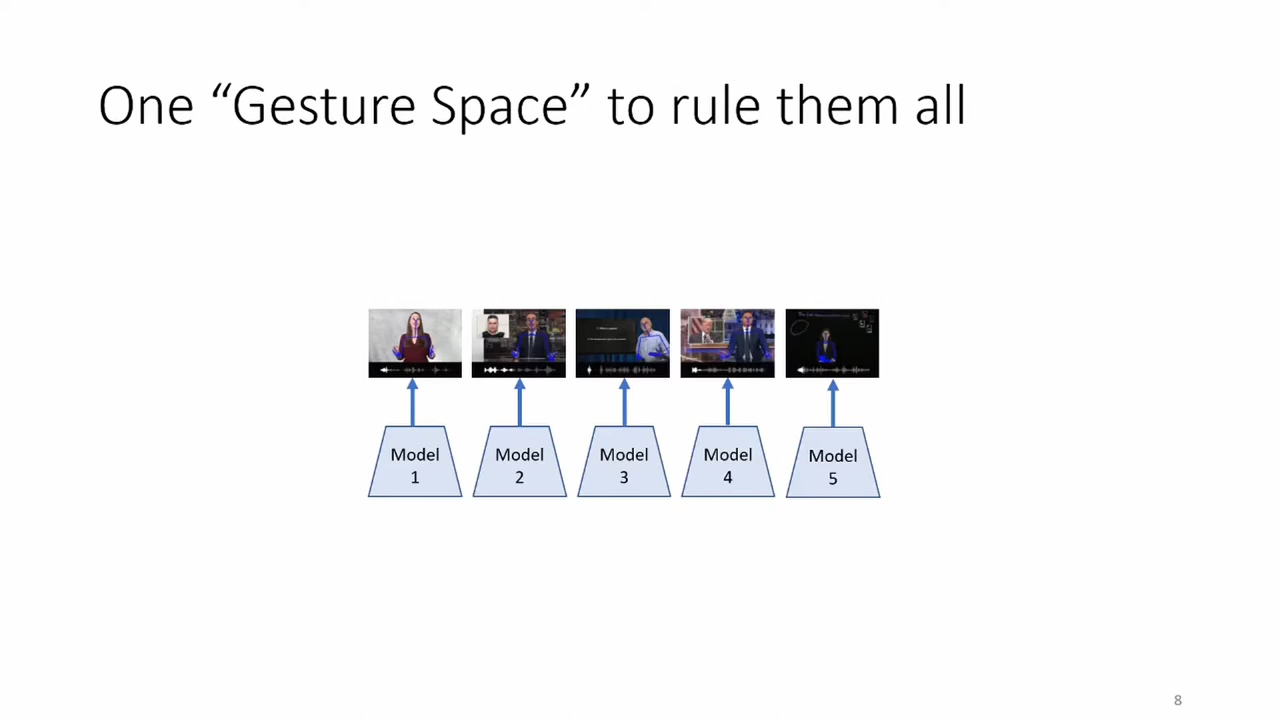 One “Gesture Space” to rule them all
Model
1
Model
2
Model
3
Model
4
Model
5
8